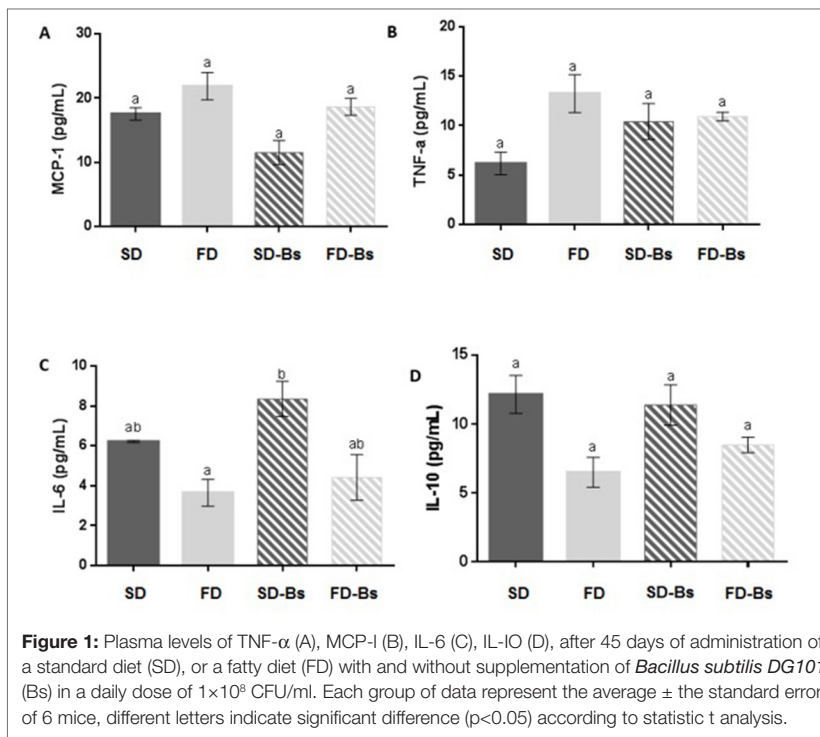 A
30
a
a
a
20
a
10
0
MCP-1 (pg/mL)
SD FD SD-Bs FD-Bs
B
20
a
15
a
a
10
a
5
0
TNF-a (pg/mL)
SD FD SD-Bs FD-Bs
C
10
b
8
ab
ab
6
a
4
2
0
IL-6 (pg/mL)
SD FD SD-Bs FD-Bs
D
15
a
a
10
a
a
5
0
IL-10 (pg/mL)
SD FD SD-Bs FD-Bs
Figure 1: Plasma levels of TNF-α (A), MCP-I (B), IL-6 (C), IL-IO (D), after 45 days of administration of
a standard diet (SD), or a fatty diet (FD) with and without supplementation of Bacillus subtilis DG101
(Bs) in a daily dose of 1×10⁸ CFU/ml. Each group of data represent the average ± the standard error
of 6 mice, different letters indicate significant difference (p<0.05) according to statistic t analysis.